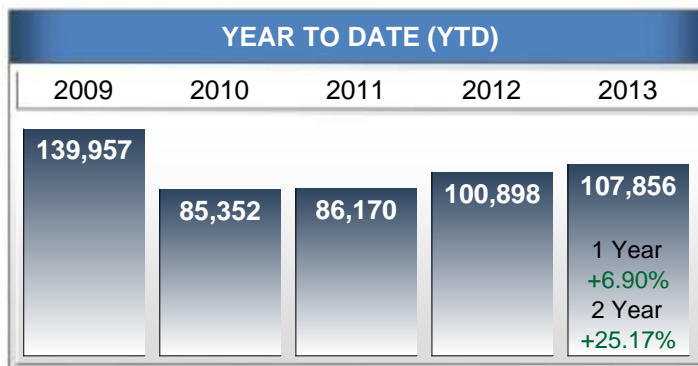 YEAR TO DATE (YTD)
2009 2010 2011 2012 2013
139,957
85,352
86,170
100,898
107,856
1 Year
+6.90%
2 Year
+25.17%